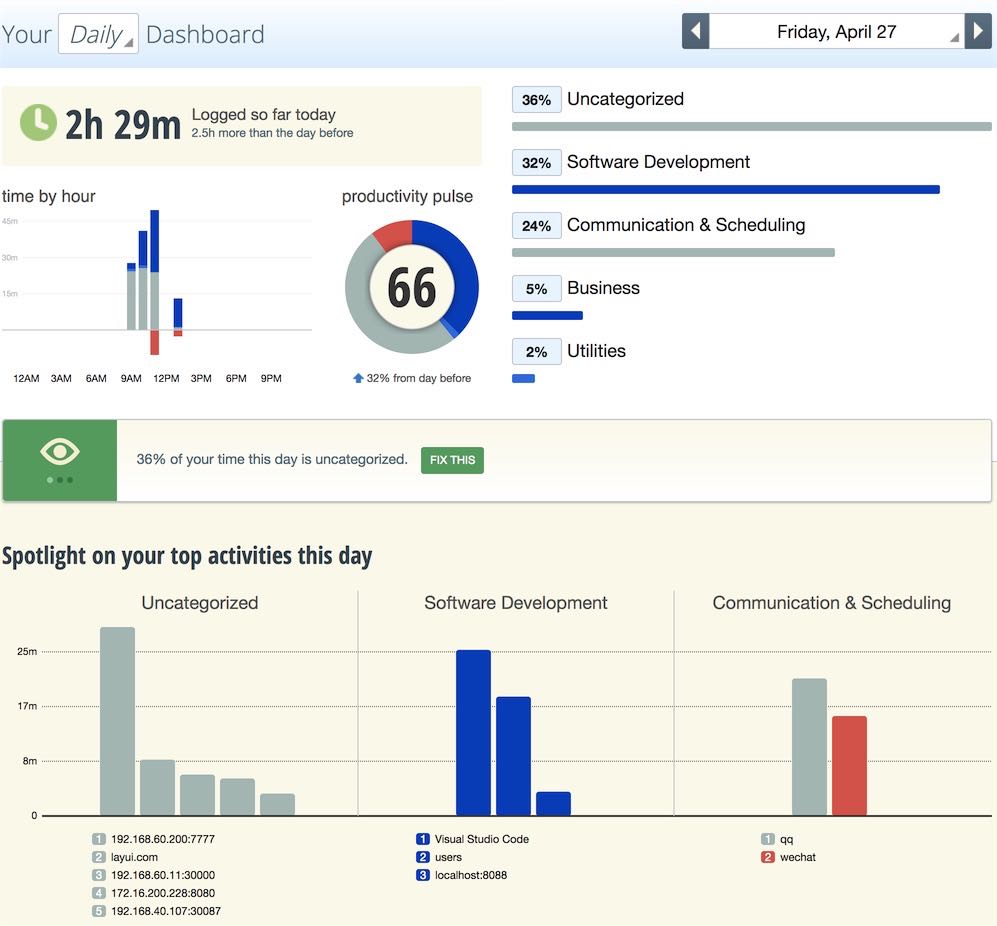 Your Daily Dashboard
Friday, April 27
2h 29m
Logged so far today
2.5h more than the day before
time by hour
45m
30m
15m
12AM 3AM 6AM 9AM 12PM 3PM 6PM 9PM
productivity pulse
66
32% from day before
36% Uncategorized
32% Software Development
24% Communication & Scheduling
5% Business
2% Utilities
36% of your time this day is uncategorized.
FIX THIS
Spotlight on your top activities this day
Uncategorized
25m
17m
8m
0
1 192.168.60.200:7777
2 layui.com
3 192.168.60.11:30000
4 172.16.200.228:8080
5 192.168.40.107:30087
Software Development
1 Visual Studio Code
2 users
3 localhost:8088
Communication & Scheduling
1 qq
2 wechat